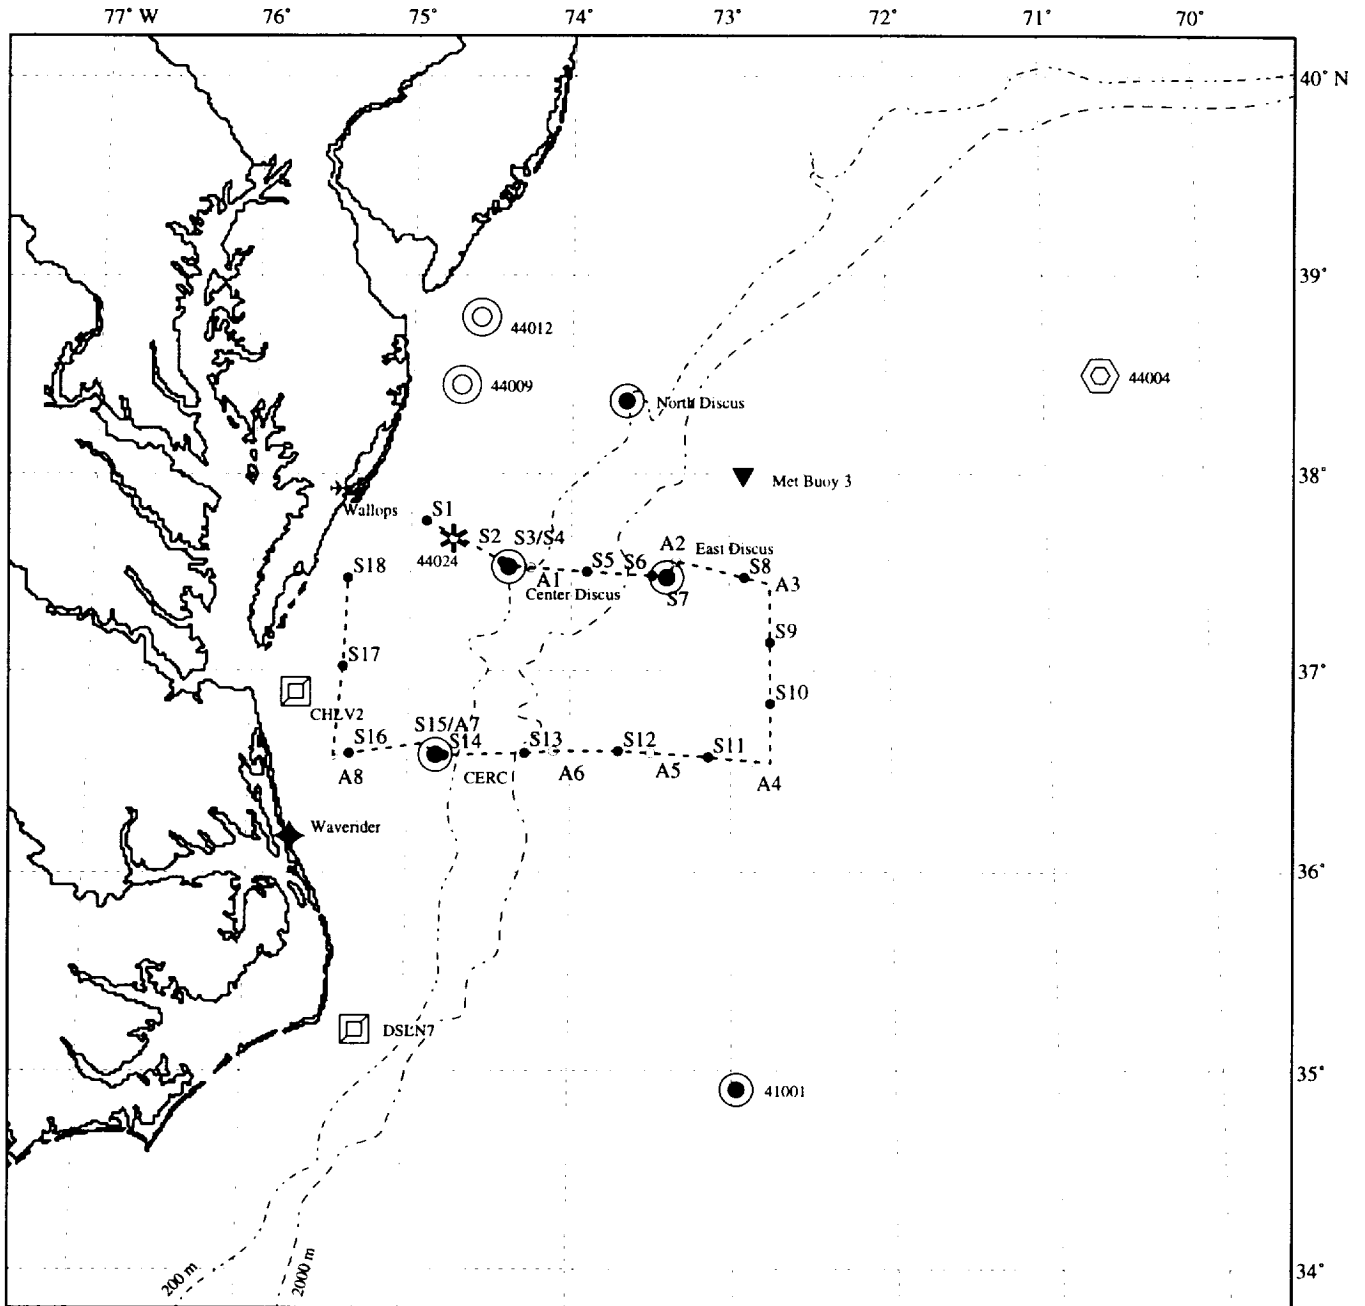 77° W 76° 75° 74° 73° 72° 71° 70°
40° N
39°
44012
44009
44004
North Discus
38°
Met Buoy 3
Wallops
S1
44024
S2
S3/S4
A1
Center Discus
S5
S6
A2
East Discus
S7
S8
A3
S18
S9
S17
37°
S10
CHLV2
S15/A7
S16
S14
S13
S12
S11
A8
CERC
A6
A5
A4
Waverider
36°
DSLN7
35°
41001
34°
200 m
2000 m